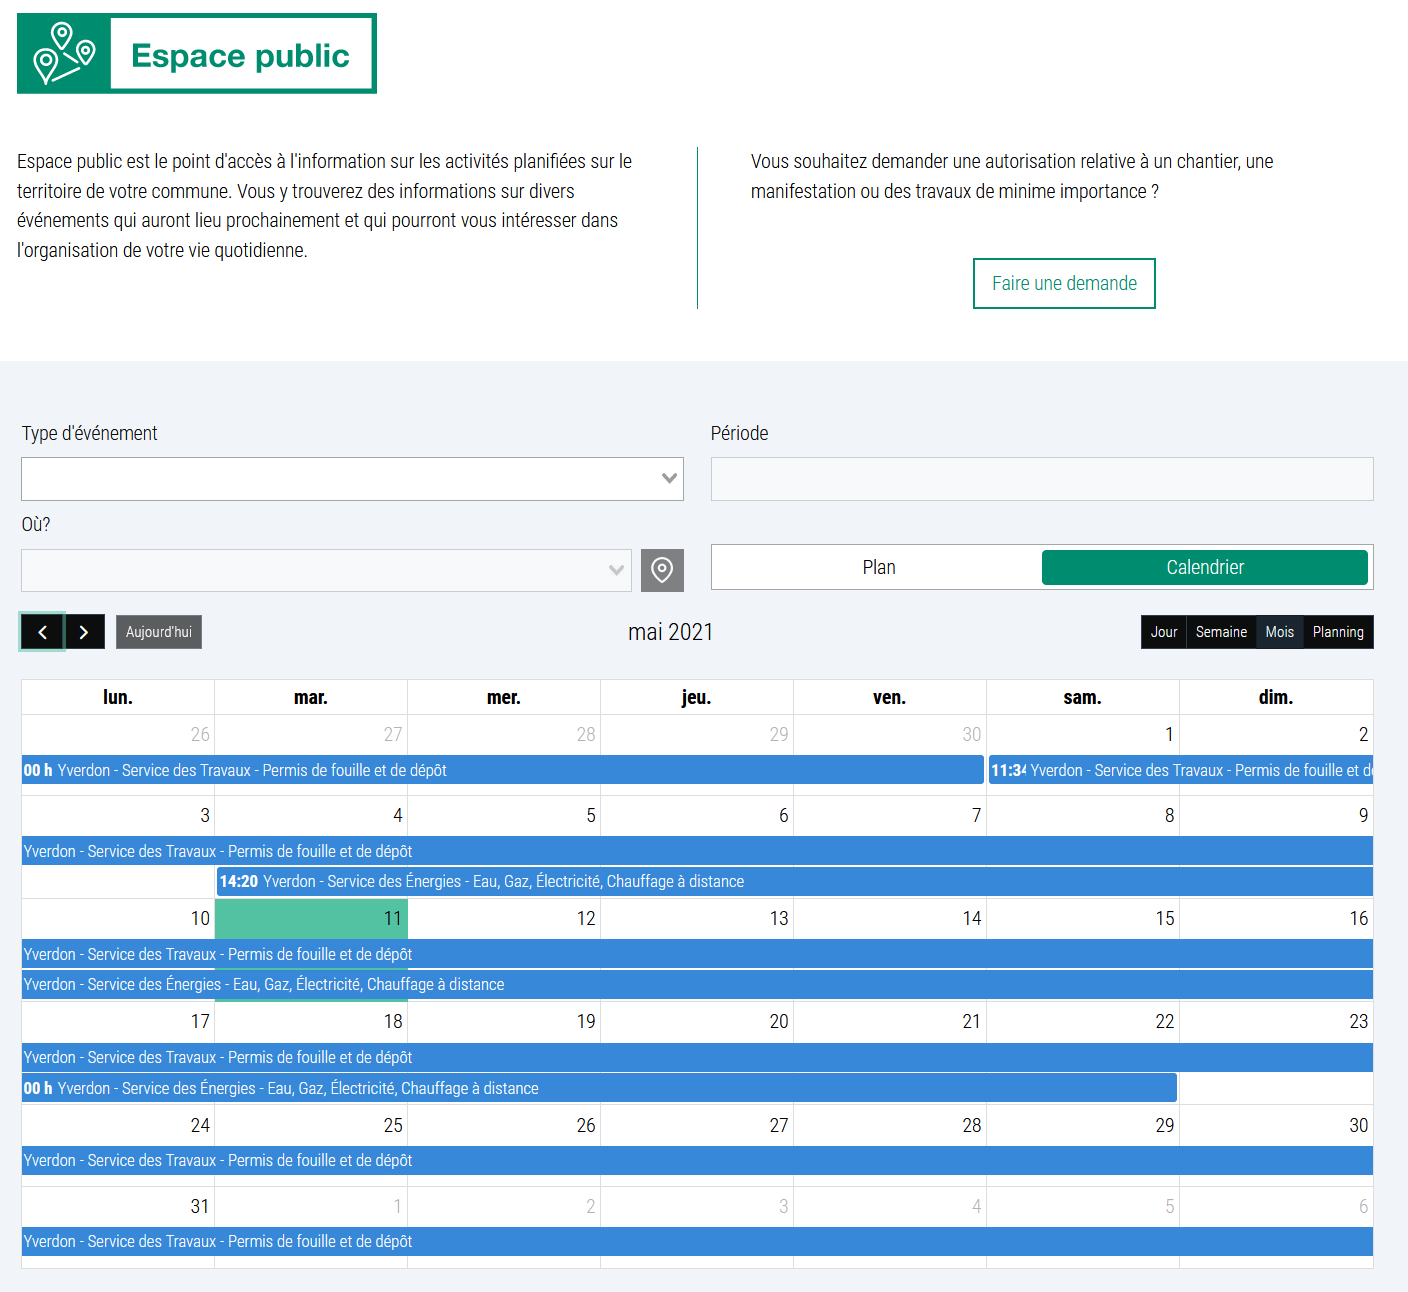 Espace public
Espace public est le point d'accès à l'information sur les activités planifiées sur le
territoire de votre commune. Vous y trouverez des informations sur divers
événements qui auront lieu prochainement et qui pourront vous intéresser dans
l'organisation de votre vie quotidienne.
Vous souhaitez demander une autorisation relative à un chantier, une
manifestation ou des travaux de minime importance ?
Faire une demande
Type d'événement
Période
Où?
Plan Calendrier
Aujourd'hui mai 2021 Jour Semaine Mois Planning
lun. mar. mer. jeu. ven. sam. dim.
26 27 28 29 30 1 2
00 h Yverdon - Service des Travaux - Permis de fouille et de dépôt 11:34 Yverdon - Service des Travaux - Permis de fouille et d
3 4 5 6 7 8 9
Yverdon - Service des Travaux - Permis de fouille et de dépôt
14:20 Yverdon - Service des Énergies - Eau, Gaz, Électricité, Chauffage à distance
10 11 12 13 14 15 16
Yverdon - Service des Travaux - Permis de fouille et de dépôt
Yverdon - Service des Énergies - Eau, Gaz, Électricité, Chauffage à distance
17 18 19 20 21 22 23
Yverdon - Service des Travaux - Permis de fouille et de dépôt
00 h Yverdon - Service des Énergies - Eau, Gaz, Électricité, Chauffage à distance
24 25 26 27 28 29 30
Yverdon - Service des Travaux - Permis de fouille et de dépôt
31 1 2 3 4 5 6
Yverdon - Service des Travaux - Permis de fouille et de dépôt